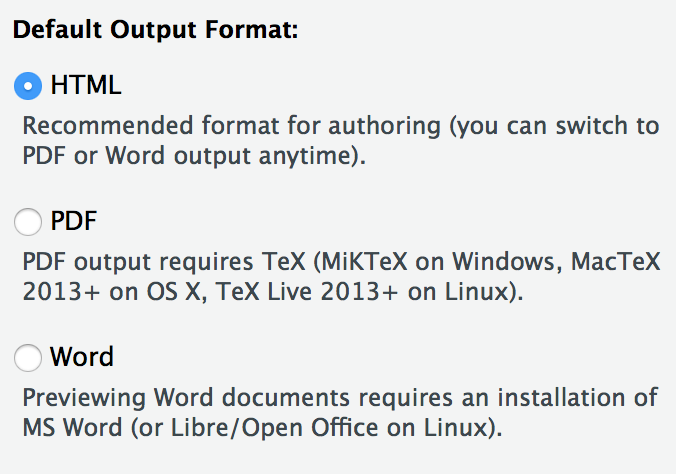 Default Output Format:
HTML
Recommended format for authoring (you can switch to
PDF or Word output anytime).
PDF
PDF output requires TeX (MiKTeX on Windows, MacTeX
2013+ on OS X, TeX Live 2013+ on Linux).
Word
Previewing Word documents requires an installation of
MS Word (or Libre/Open Office on Linux).